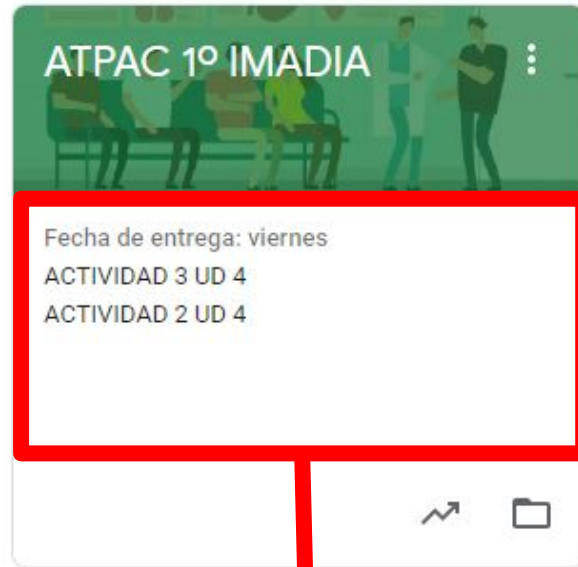 ATPAC 1º IMADIA
Fecha de entrega: viernes
ACTIVIDAD 3 UD 4
ACTIVIDAD 2 UD 4